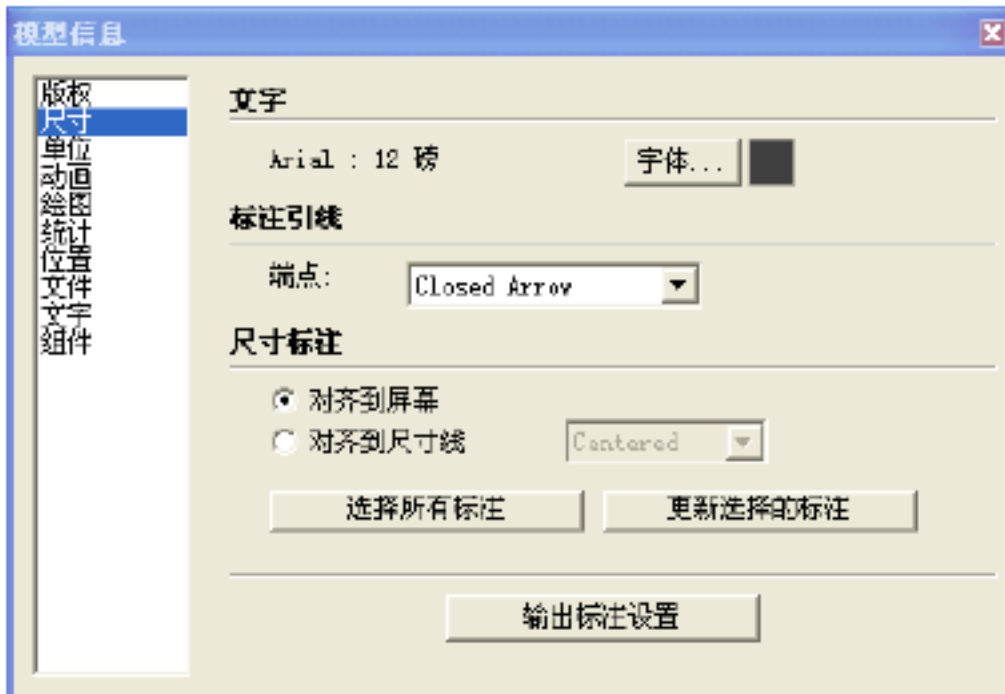 模型信息
版权
尺寸
单位
动画
绘图
统计
位置
文件
文字
组件
文字
Arial : 12 磅
字体...
标注引线
端点:
Closed Arrow
尺寸标注
对齐到屏幕
对齐到尺寸线
Centered
选择所有标注
更新选择的标注
输出标注设置